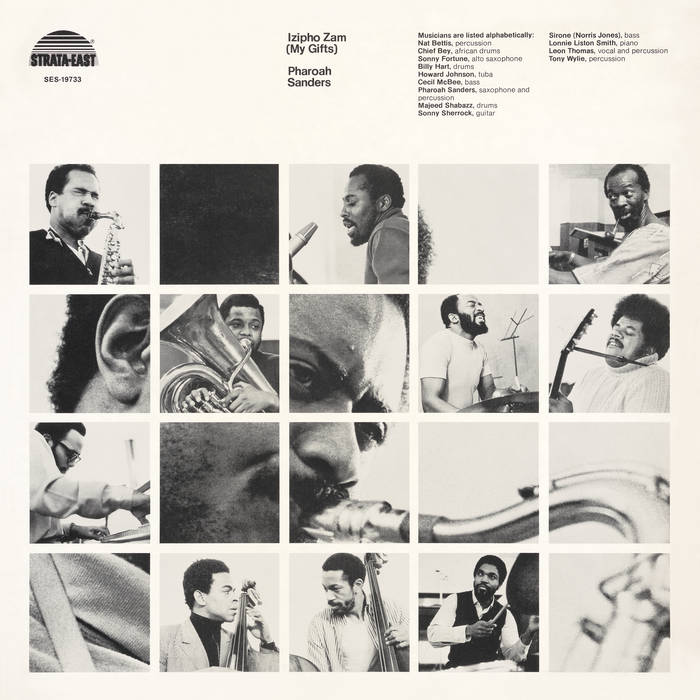 STRATA-EAST
®
SES-19733
Izipho Zam
(My Gifts)
Pharoah
Sanders
Musicians are listed alphabetically:
Nat Bettis, percussion
Chief Bey, african drums
Sonny Fortune, alto saxophone
Billy Hart, drums
Howard Johnson, tuba
Cecil McBee, bass
Pharoah Sanders, saxophone and
percussion
Majeed Shabazz, drums
Sonny Sherrock, guitar
Sirone (Norris Jones), bass
Lonnie Liston Smith, piano
Leon Thomas, vocal and percussion
Tony Wylie, percussion